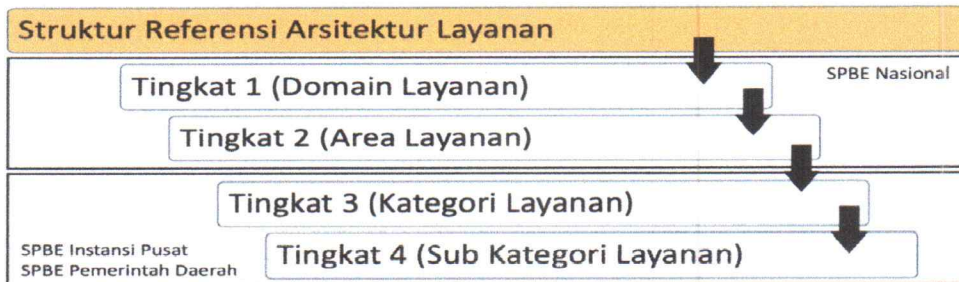 Struktur Referensi Arsitektur Layanan
Tingkat 1 (Domain Layanan)
SPBE Nasional
Tingkat 2 (Area Layanan)
Tingkat 3 (Kategori Layanan)
Tingkat 4 (Sub Kategori Layanan)
SPBE Instansi Pusat
SPBE Pemerintah Daerah